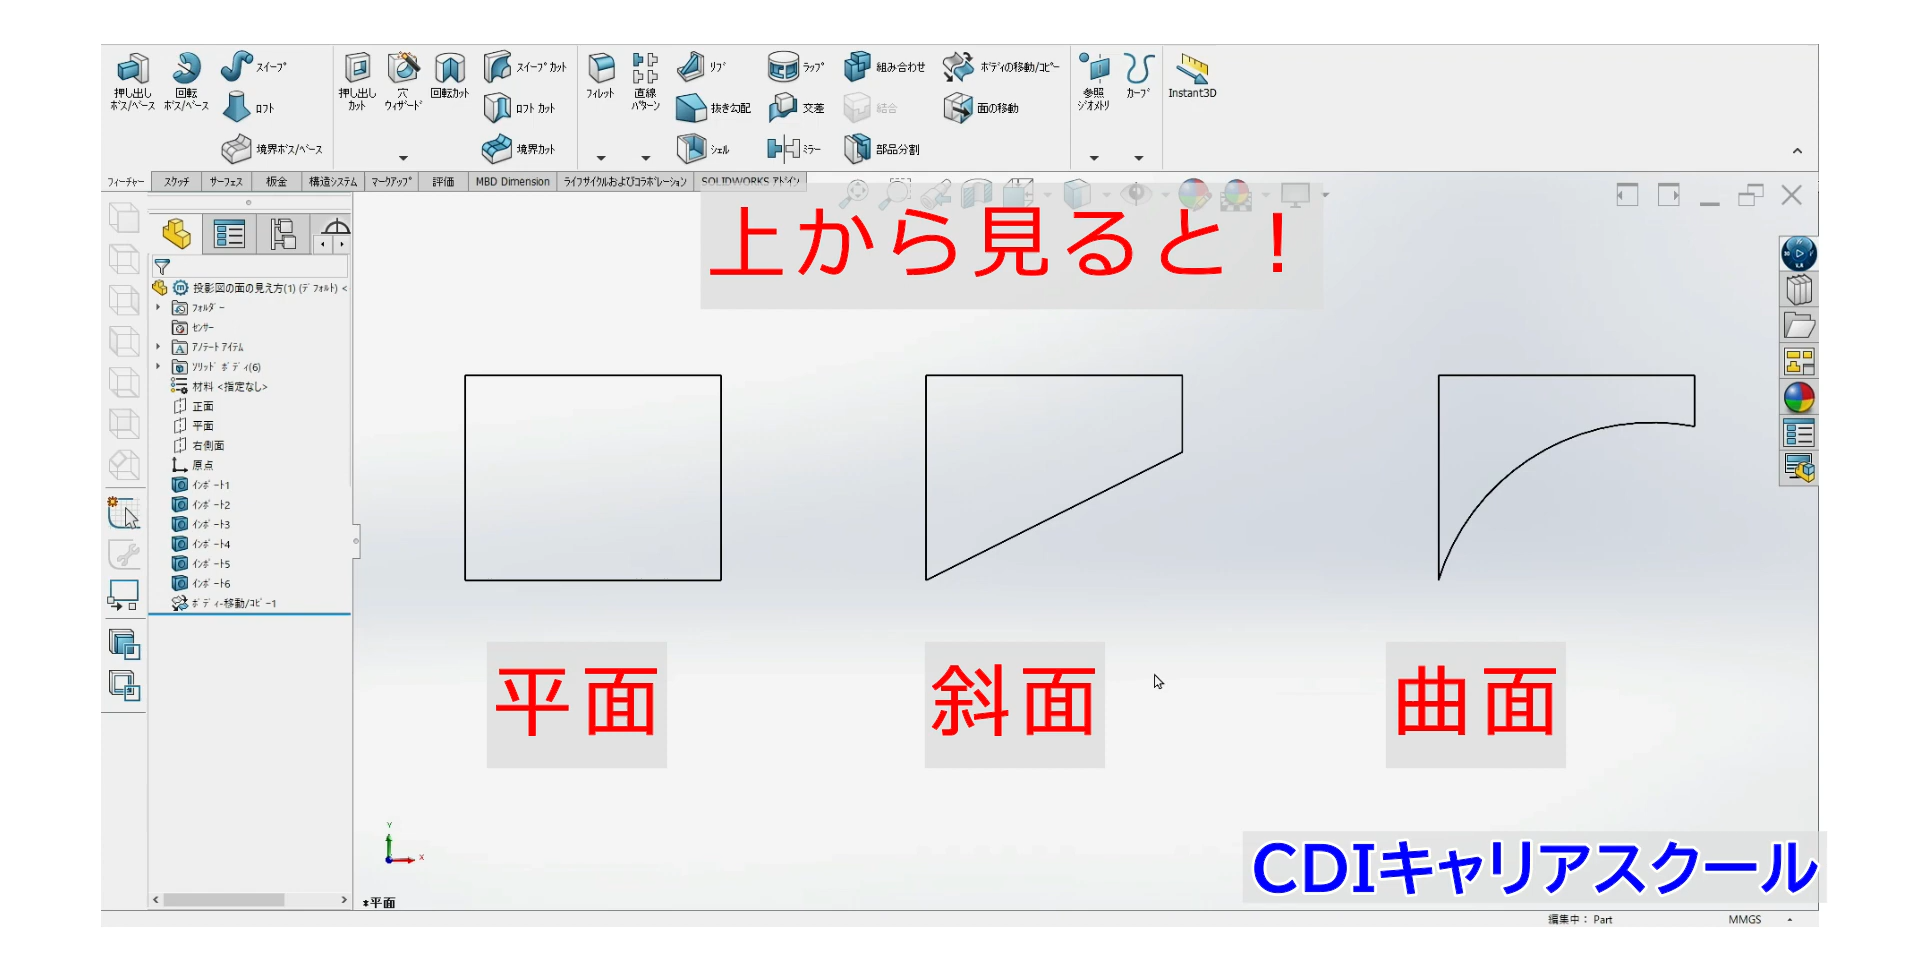 押し出し
ボス/ベース
回転
ボス/ベース
スイープ
ロフト
境界ボス/ベース
押し出し
カット
穴
ウィザード
回転カット
スイープ カット
ロフト カット
境界カット
フィレット
直線
パターン
リブ
抜き勾配
シェル
ラップ
交差
ミラー
組み合わせ
結合
部品分割
ボディの移動/コピー
面の移動
参照
ジオメトリ
カーブ
Instant3D
フィーチャー
スケッチ
サーフェス
板金
構造システム
マークアップ
評価
MBD Dimension
ライフサイクルおよびコラボレーション
SOLIDWORKS アドイン
上から見ると！
投影図の面の見え方(1) (デフォルト) <
フォルダー
センサー
アノテート アイテム
ソリッド ボディ(6)
材料 <指定なし>
正面
平面
右側面
原点
インポート1
インポート2
インポート3
インポート4
インポート5
インポート6
ボディ-移動/コピー1
平面
斜面
曲面
Y
X
*平面
CDIキャリアスクール
編集中： Part
MMGS